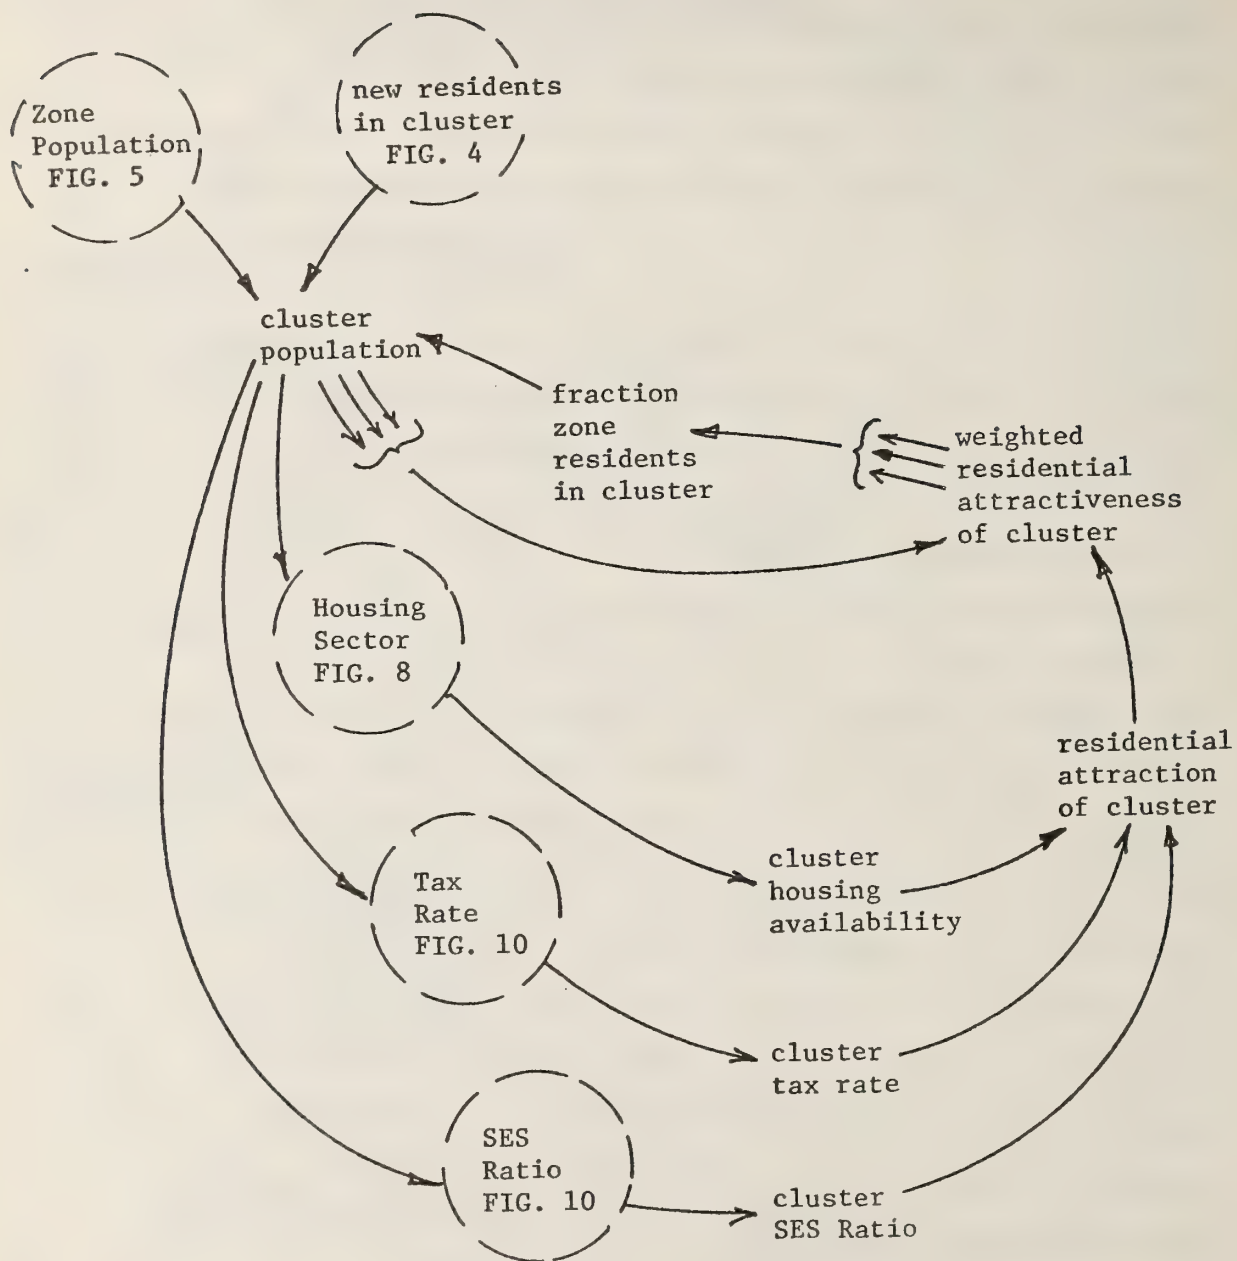 Zone
Population
FIG. 5
new residents
in cluster
FIG. 4
cluster
population
fraction
zone
residents
in cluster
weighted
residential
attractiveness
of cluster
Housing
Sector
FIG. 8
residential
attraction
of cluster
Tax
Rate
FIG. 10
cluster
housing
availability
cluster
tax rate
SES
Ratio
FIG. 10
cluster
SES Ratio